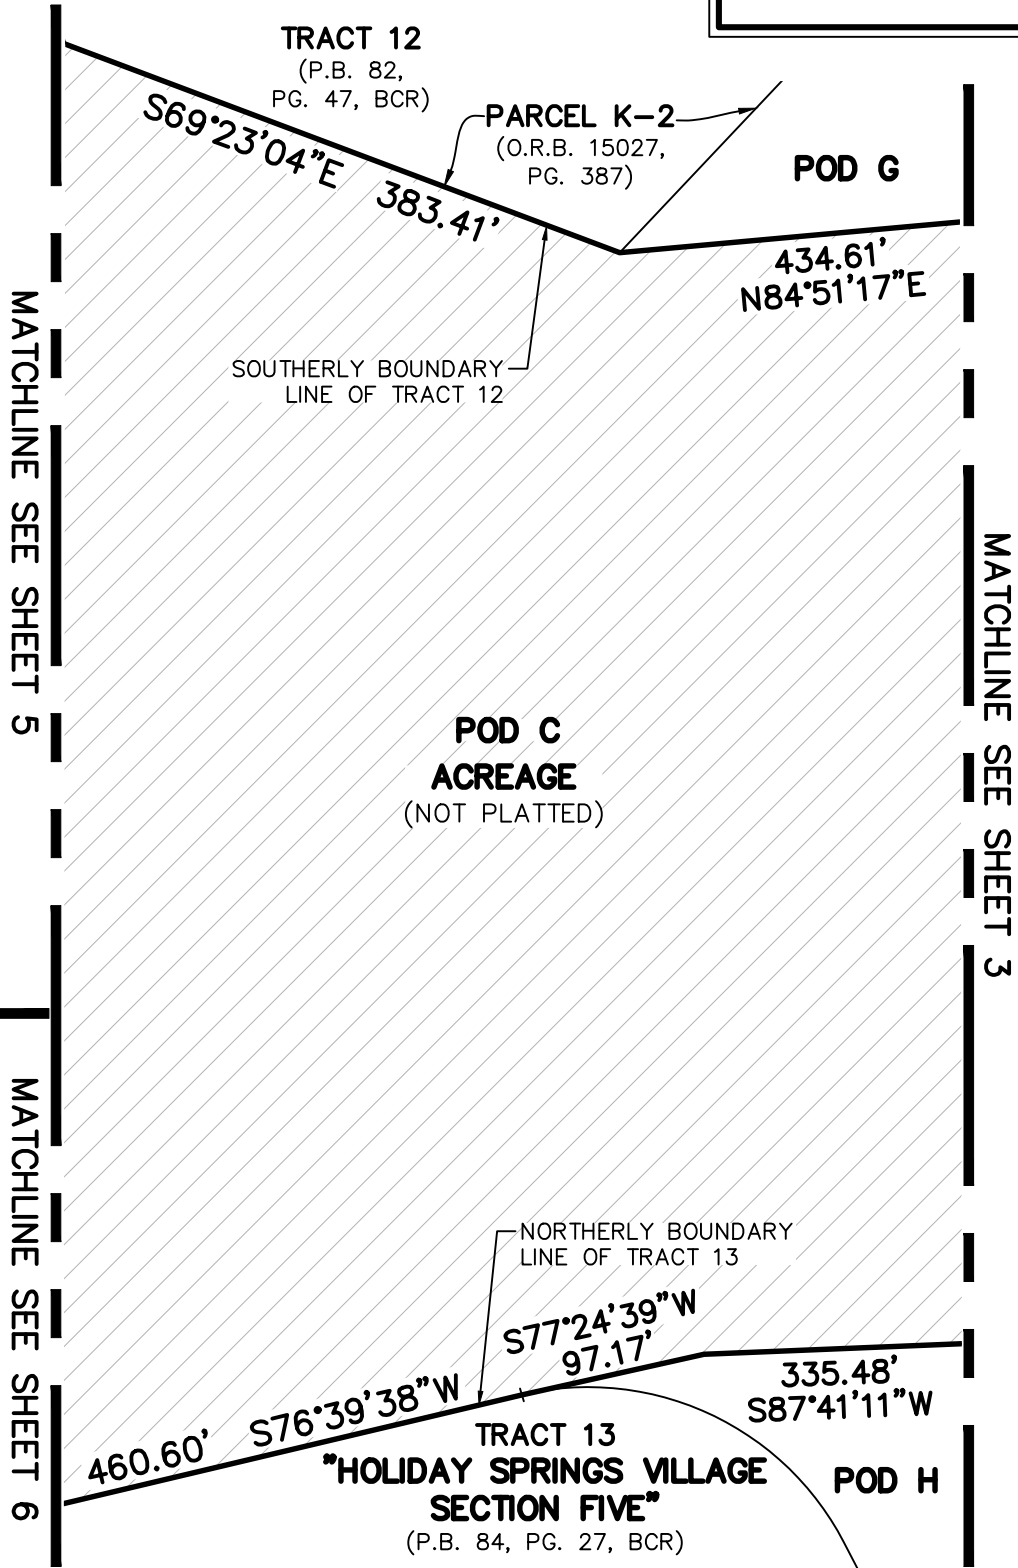 TRACT 12
(P.B. 82,
PG. 47, BCR)
PARCEL K-2
(O.R.B. 15027,
PG. 387)
POD G
S69°23'04"E 383.41'
434.61'
N84°51'17"E
SOUTHERLY BOUNDARY
LINE OF TRACT 12
MATCHLINE SEE SHEET 5
MATCHLINE SEE SHEET 3
POD C
ACREAGE
(NOT PLATTED)
MATCHLINE SEE SHEET 6
NORTHERLY BOUNDARY
LINE OF TRACT 13
S77°24'39"W
97.17'
335.48'
S87°41'11"W
460.60' S76°39'38"W
TRACT 13
"HOLIDAY SPRINGS VILLAGE
SECTION FIVE"
(P.B. 84, PG. 27, BCR)
POD H